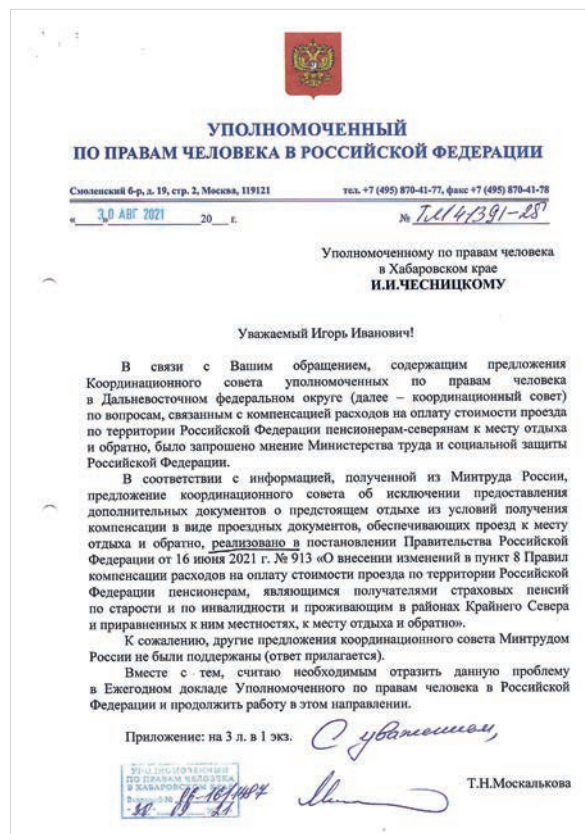 УПОЛНОМОЧЕННЫЙ
ПО ПРАВАМ ЧЕЛОВЕКА В РОССИЙСКОЙ ФЕДЕРАЦИИ
Смоленский б-р, д. 19, стр. 2, Москва, 119121
тел. +7 (495) 870-41-77, факс +7 (495) 870-41-78
« 30 АВГ 2021 20 г.
№ ТМ41391-28
Уполномоченному по правам человека
в Хабаровском крае
И.И.ЧЕСНИЦКОМУ
Уважаемый Игорь Иванович!
В связи с Вашим обращением, содержащим предложения
Координационного совета уполномоченных по правам человека
в Дальневосточном федеральном округе (далее – координационный совет)
по вопросам, связанным с компенсацией расходов на оплату стоимости проезда
по территории Российской Федерации пенсионерам-северянам к месту отдыха
и обратно, было запрошено мнение Министерства труда и социальной защиты
Российской Федерации.
В соответствии с информацией, полученной из Минтруда России,
предложение координационного совета об исключении предоставления
дополнительных документов о предстоящем отдыхе из условий получения
компенсации в виде проездных документов, обеспечивающих проезд к месту
отдыха и обратно, реализовано в постановлении Правительства Российской
Федерации от 16 июня 2021 г. № 913 «О внесении изменений в пункт 8 Правил
компенсации расходов на оплату стоимости проезда по территории Российской
Федерации пенсионерам, являющимся получателями страховых пенсий
по старости и по инвалидности и проживающим в районах Крайнего Севера
и приравненных к ним местностях, к месту отдыха и обратно».
К сожалению, другие предложения координационного совета Минтрудом
России не были поддержаны (ответ прилагается).
Вместе с тем, считаю необходимым отразить данную проблему
в Ежегодном докладе Уполномоченного по правам человека в Российской
Федерации и продолжить работу в этом направлении.
Приложение: на 3 л. в 1 экз.
С уважением,
Т.Н.Москалькова
УПОЛНОМОЧЕННЫЙ
ПО ПРАВАМ ЧЕЛОВЕКА
В ХАБАРОВСКОМ КРАЕ